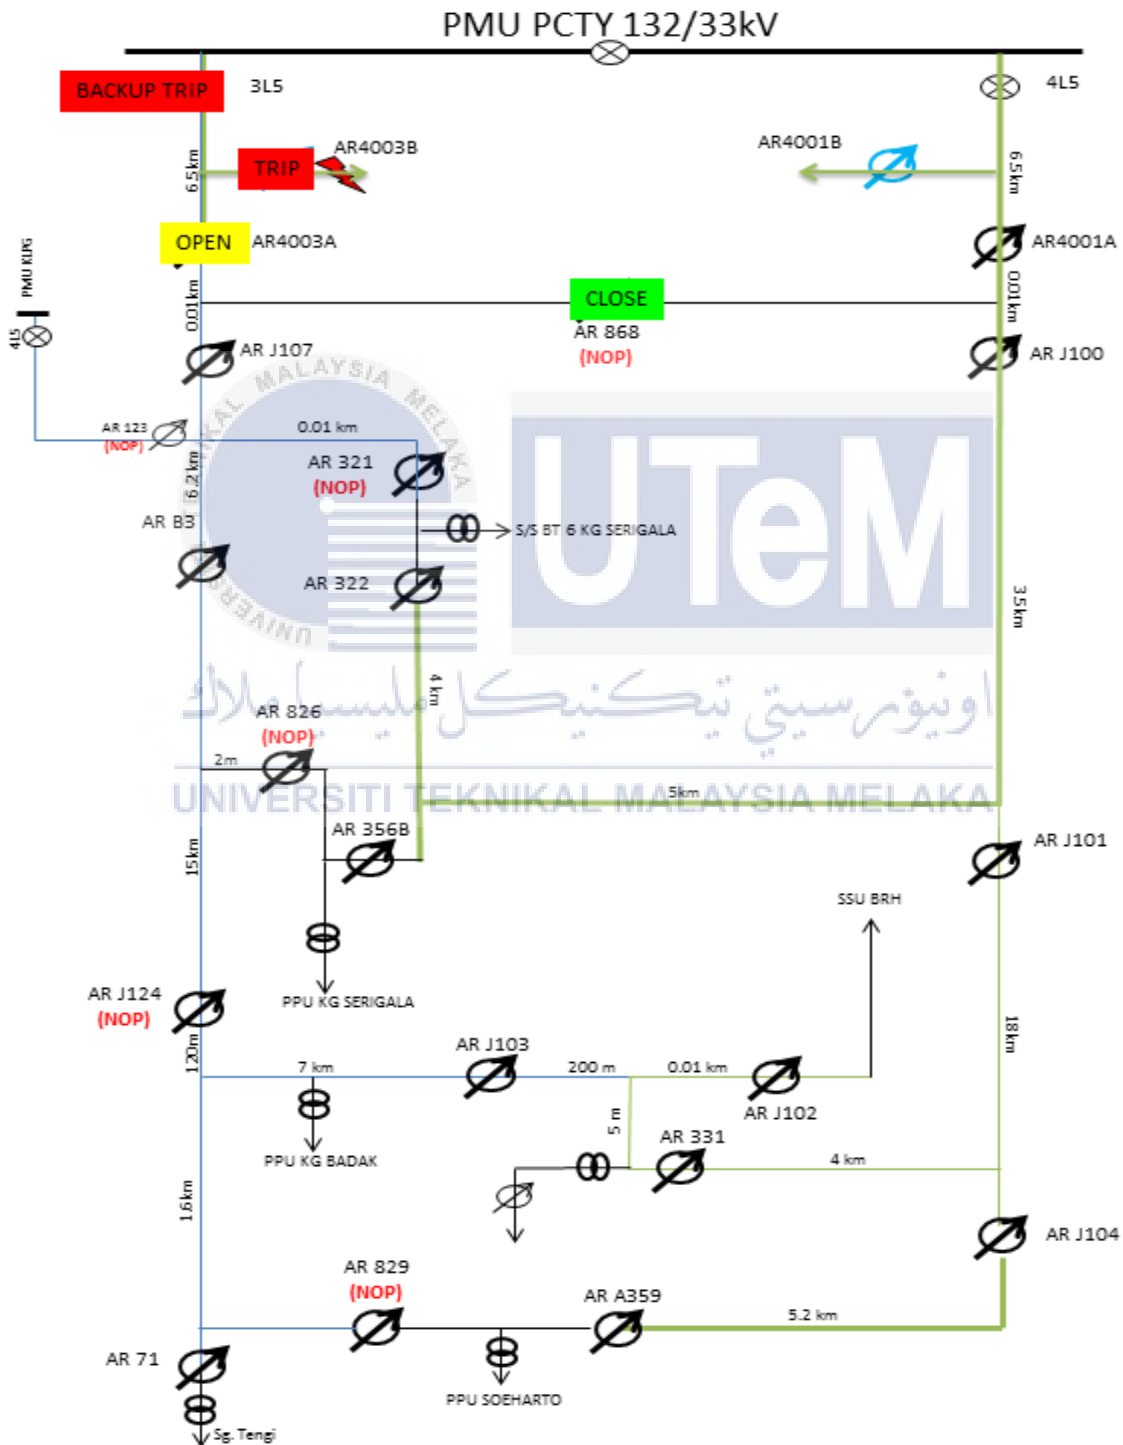 PMU PCTY 132/33kV
BACKUP TRIP
3L5
4L5
AR4003B
TRIP
AR4001B
6.5km
6.5km
OPEN
AR4003A
AR4001A
PMU KLPG
4L5
0.01km
0.01km
CLOSE
AR 868
(NOP)
AR J107
AR J100
AR 123
(NOP)
0.01 km
6.2km
AR 321
(NOP)
AR B3
S/S BT 6 KG SERIGALA
AR 322
3.5km
4 km
UNIVERSITI TEKNIKAL MALAYSIA MELAKA
UTeM
اونيۏرسيتي تيكنيكل مليسيا ملاك
AR 826
(NOP)
2m
UNIVERSITI TEKNIKAL MALAYSIA MELAKA
5km
AR 356B
15km
AR J101
SSU BRH
PPU KG SERIGALA
AR J124
(NOP)
120m
18km
AR J103
7 km
200 m
0.01 km
AR J102
5 m
AR 331
PPU KG BADAK
4 km
1.6km
AR J104
AR 829
(NOP)
AR A359
5.2 km
AR 71
PPU SOEHARTO
Sg. Tengi